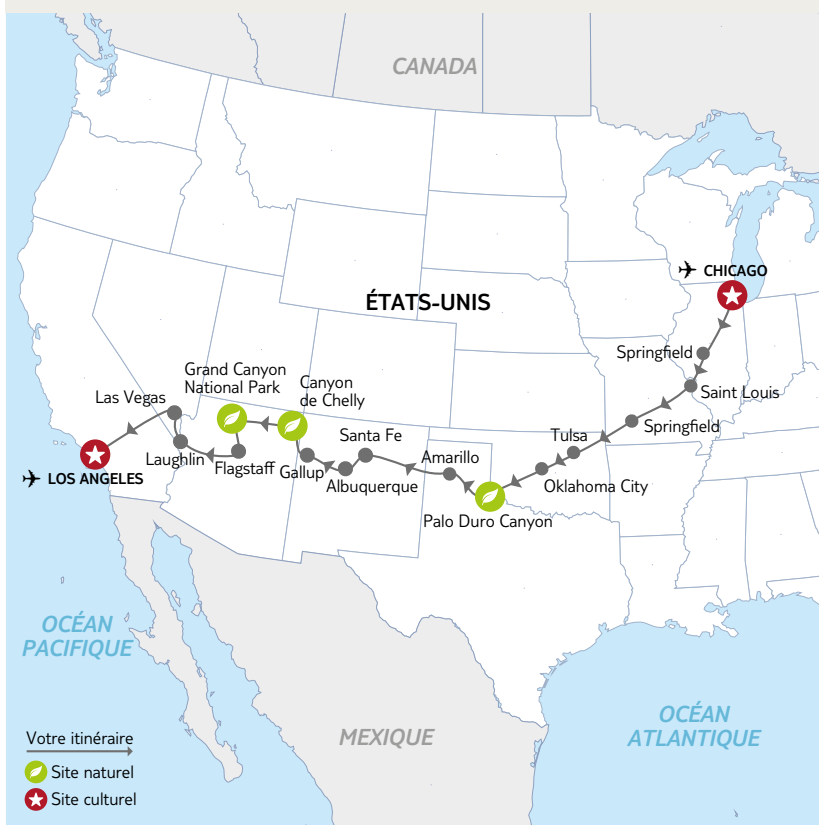 CANADA
CHICAGO
ÉTATS-UNIS
Springfield
Grand Canyon
National Park
Canyon
de Chelly
Las Vegas
Saint Louis
Springfield
Tulsa
Santa Fe
Amarillo
Laughlin
Flagstaff
Gallup
LOS ANGELES
Albuquerque
Oklahoma City
Palo Duro Canyon
OCÉAN
PACIFIQUE
OCÉAN
ATLANTIQUE
MEXIQUE
Votre itinéraire
Site naturel
Site culturel